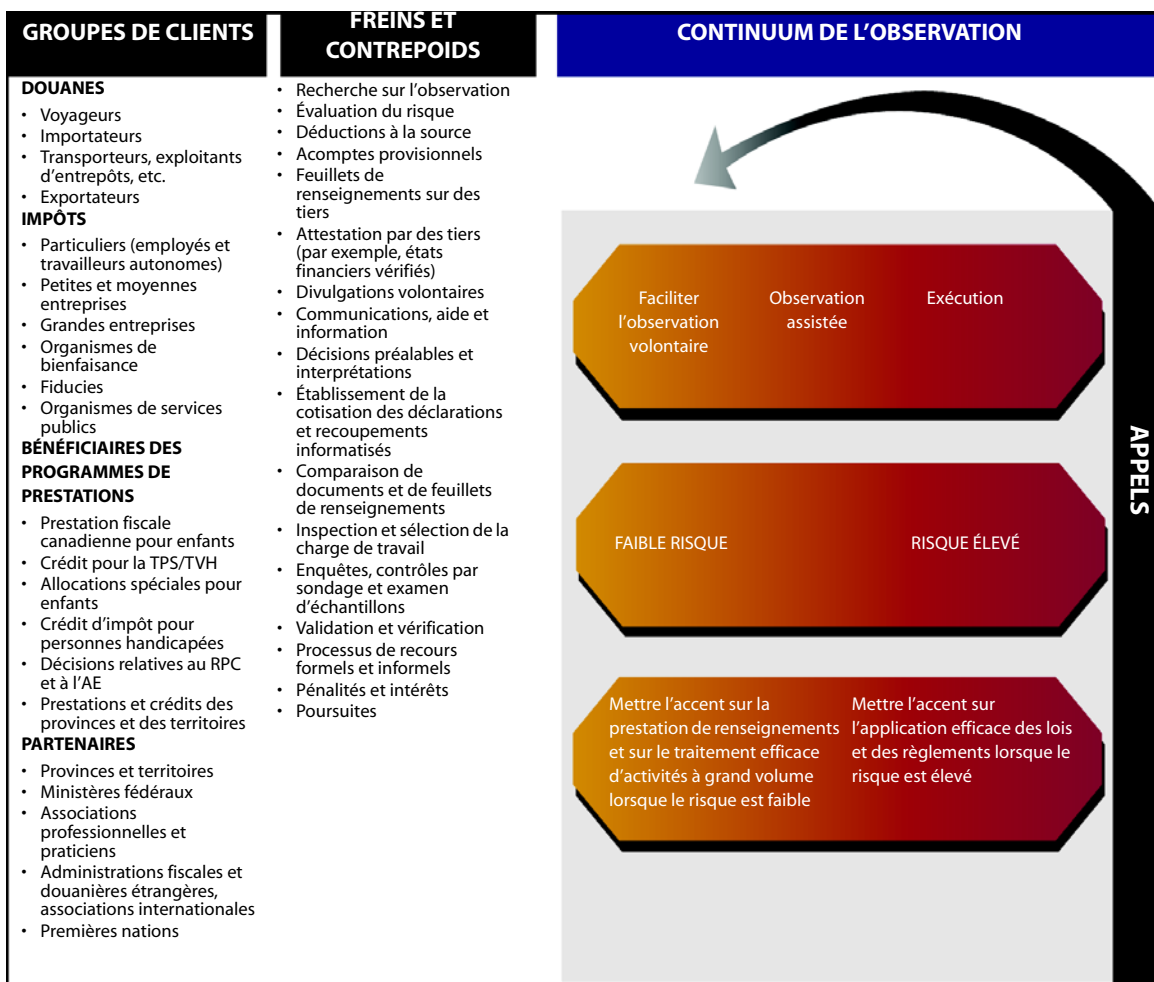 GROUPES DE CLIENTS
DOUANES
• Voyageurs
• Importateurs
• Transporteurs, exploitants
d'entrepôts, etc.
• Exportateurs
IMPÔTS
• Particuliers (employés et
travailleurs autonomes)
• Petites et moyennes
entreprises
• Grandes entreprises
• Organismes de
bienfaisance
• Fiducies
• Organismes de services
publics
BÉNÉFICIAIRES DES
PROGRAMMES DE
PRESTATIONS
• Prestation fiscale
canadienne pour enfants
• Crédit pour la TPS/TVH
• Allocations spéciales pour
enfants
• Crédit d'impôt pour
personnes handicapées
• Décisions relatives au RPC
et à l'AE
• Prestations et crédits des
provinces et des territoires
PARTENAIRES
• Provinces et territoires
• Ministères fédéraux
• Associations
professionnelles et
praticiens
• Administrations fiscales et
douanières étrangères,
associations internationales
• Premières nations
FREINS ET
CONTREPOIDS
• Recherche sur l'observation
• Évaluation du risque
• Déductions à la source
• Acomptes provisionnels
• Feuillets de
renseignements sur des
tiers
• Attestation par des tiers
(par exemple, états
financiers vérifiés)
• Divulgations volontaires
• Communications, aide et
information
• Décisions préalables et
interprétations
• Établissement de la
cotisation des déclarations
et recoupements
informatisés
• Comparaison de
documents et de feuillets
de renseignements
• Inspection et sélection de la
charge de travail
• Enquêtes, contrôles par
sondage et examen
d'échantillons
• Validation et vérification
• Processus de recours
formels et informels
• Pénalités et intérêts
• Poursuites
CONTINUUM DE L'OBSERVATION
Faciliter
l'observation
volontaire
Observation
assistée
Exécution
FAIBLE RISQUE
RISQUE ÉLEVÉ
Mettre l'accent sur la
prestation de renseignements
et sur le traitement efficace
d'activités à grand volume
lorsque le risque est faible
Mettre l'accent sur
l'application efficace des lois
et des règlements lorsque le
risque est élevé
APPELS